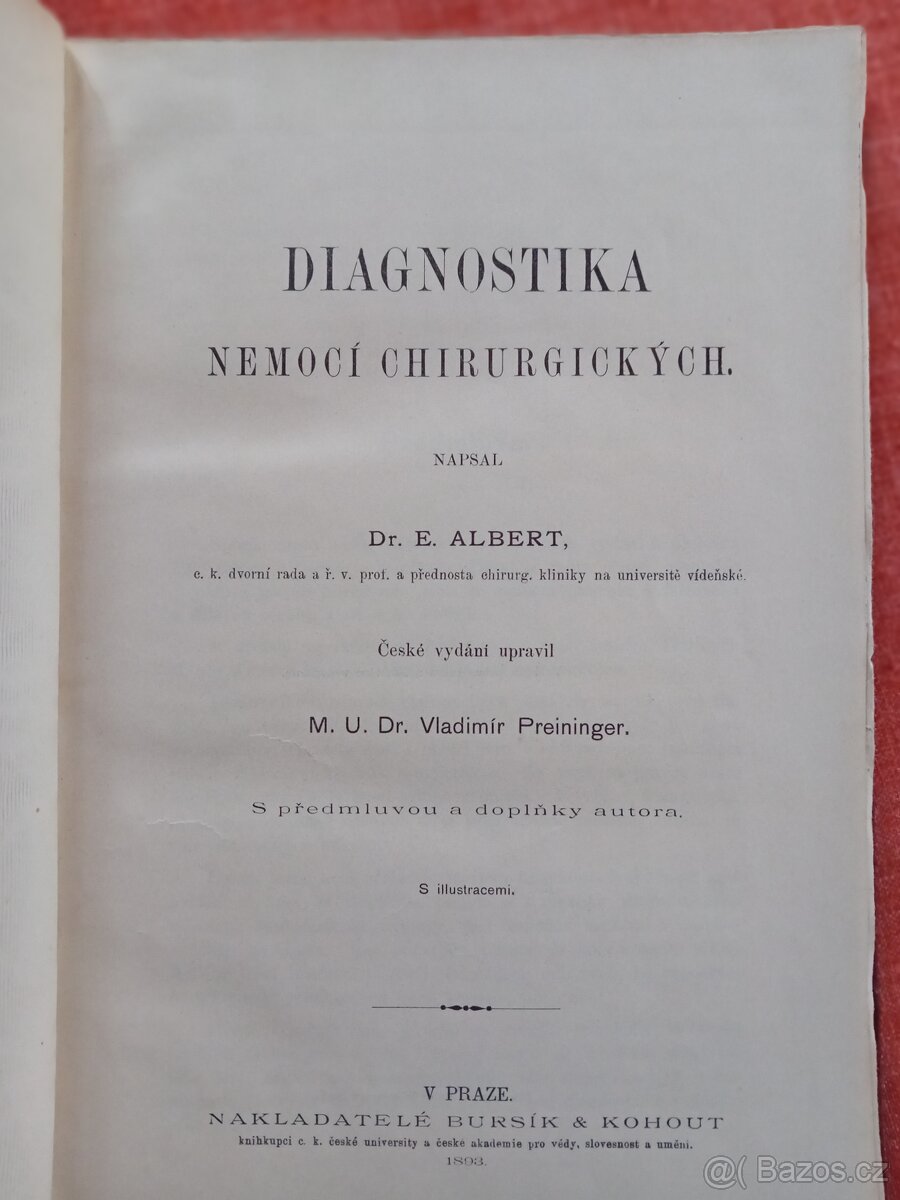 DIAGNOSTIKA
NEMOCÍ CHIRURGICKÝCH.
NAPSAL
Dr. E. ALBERT,
c. k. dvorní rada a ř. v. prof. a přednosta chirurg. kliniky na universitě vídeňské.
České vydání upravil
M. U. Dr. Vladimír Preininger.
S předmluvou a doplňky autora.
S illustracemi.
V PRAZE.
NAKLADATELÉ BURSÍK & KOHOUT
knihkupci c. k. české university a české akademie pro vědy, slovesnost a umění.
1893.
@( Bazos.cz